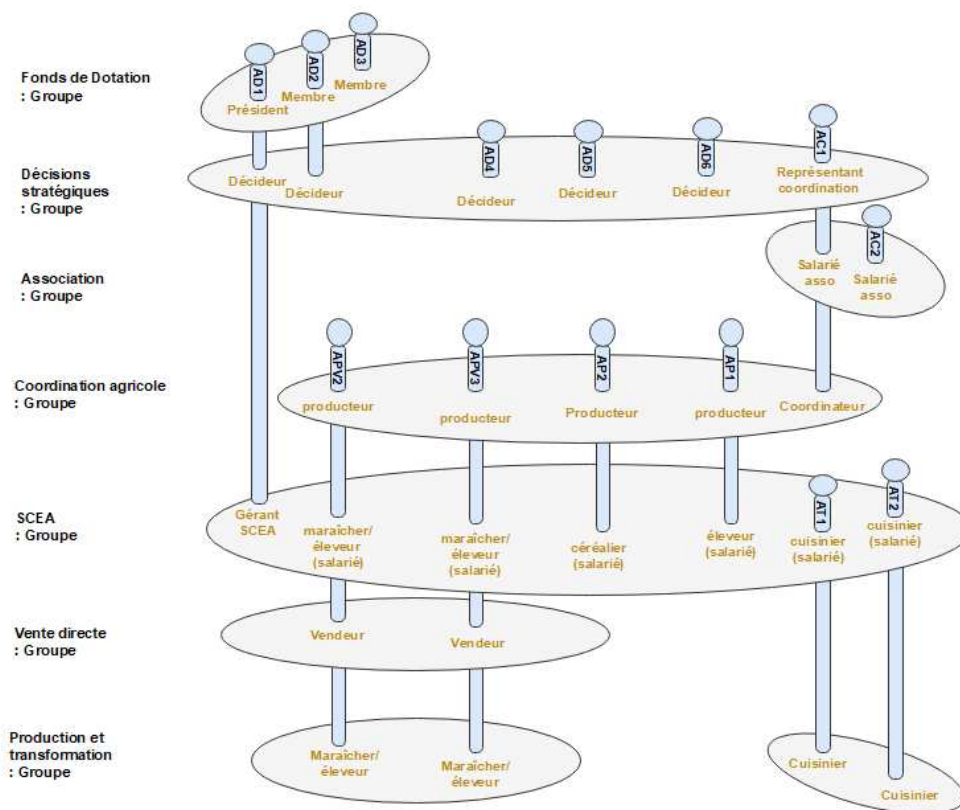 Fonds de Dotation
: Groupe
AD1
AD2
AD3
Président
Membre
Membre
Décisions
stratégiques
: Groupe
AD4
AD5
AD6
AC1
Décideur
Décideur
Décideur
Décideur
Décideur
Représentant
coordination
Association
: Groupe
AC2
Salarié
asso
Salarié
asso
Coordination agricole
: Groupe
APV2
APV3
AP2
AP1
producteur
producteur
Producteur
producteur
Coordinateur
SCEA
: Groupe
AT1
AT2
Gérant
SCEA
maraîcher/
éleveur
(salarié)
maraîcher/
éleveur
(salarié)
céréalier
(salarié)
éleveur
(salarié)
cuisinier
(salarié)
cuisinier
(salarié)
Vente directe
: Groupe
Vendeur
Vendeur
Production et
transformation
: Groupe
Maraîcher/
éleveur
Maraîcher/
éleveur
Cuisinier
Cuisinier